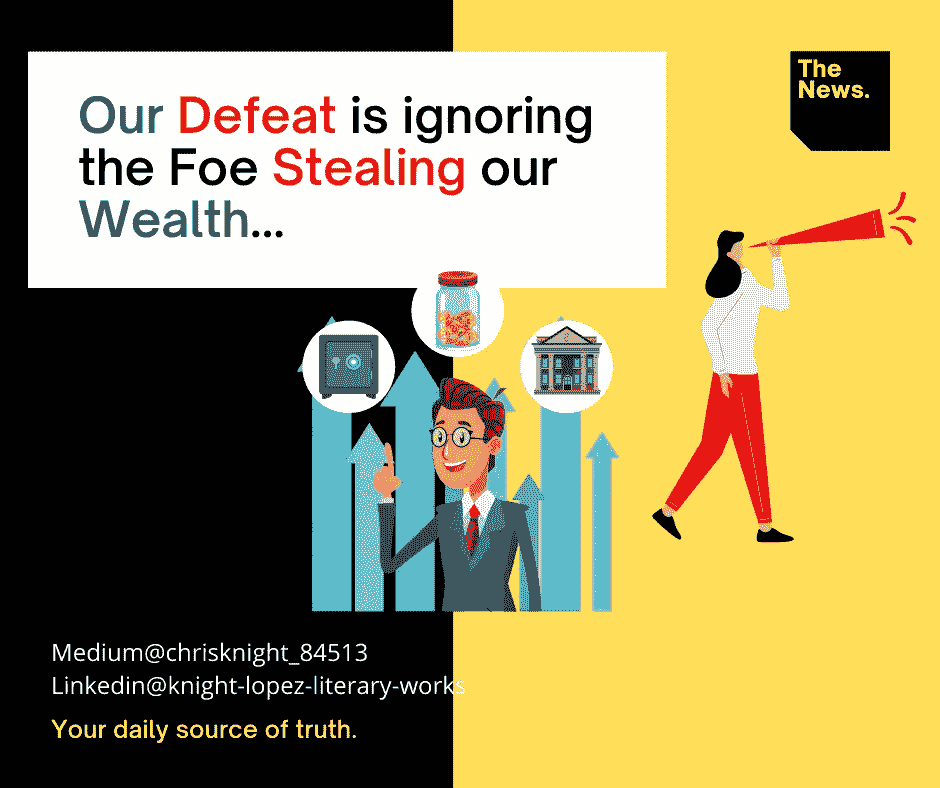 Our Defeat is ignoring
the Foe Stealing our
Wealth...
The
News.
Medium@chrisknight_84513
Linkedin@knight-lopez-literary-works
Your daily source of truth.